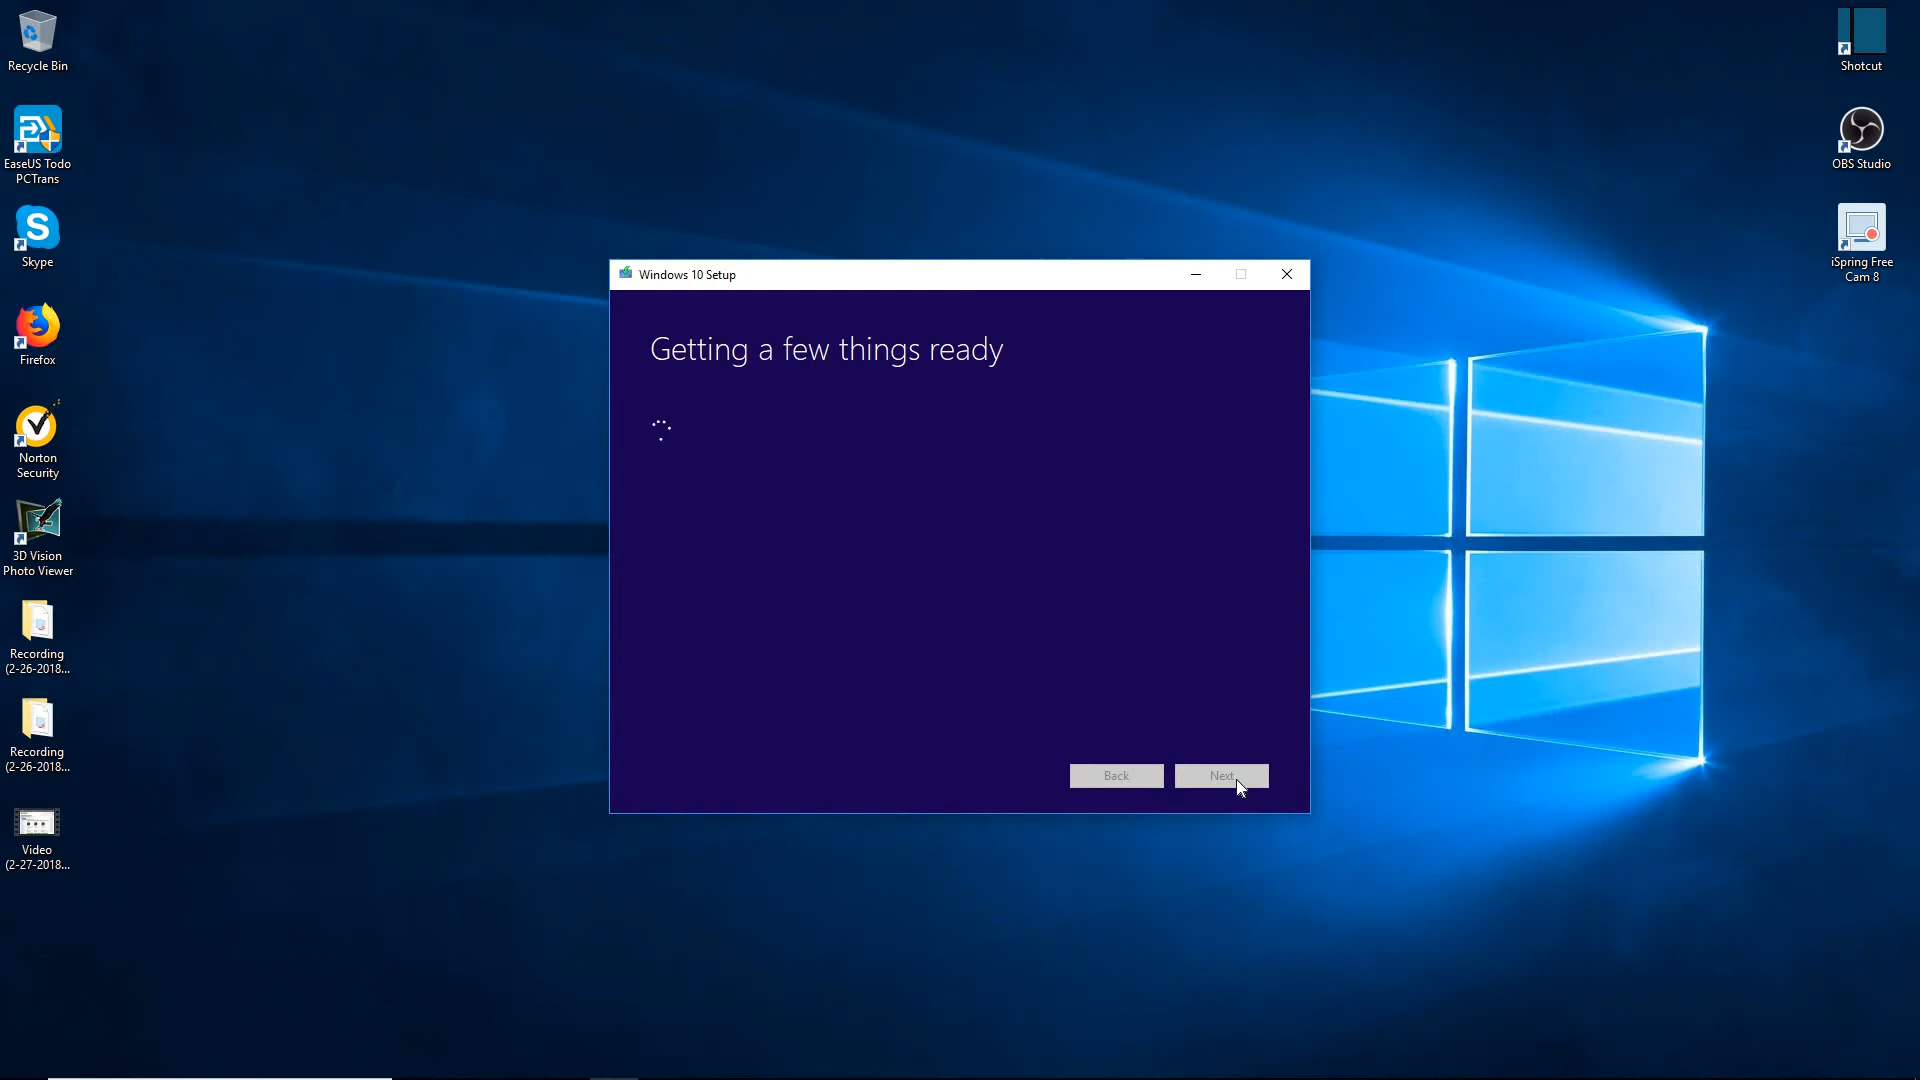 Recycle Bin
EaseUS Todo
PCTrans
Skype
Firefox
Norton
Security
3D Vision
Photo Viewer
Recording
(2-26-2018...
Recording
(2-26-2018...
Video
(2-27-2018...
Windows 10 Setup
Getting a few things ready
Back
Next
Shotcut
OBS Studio
iSpring Free
Cam 8